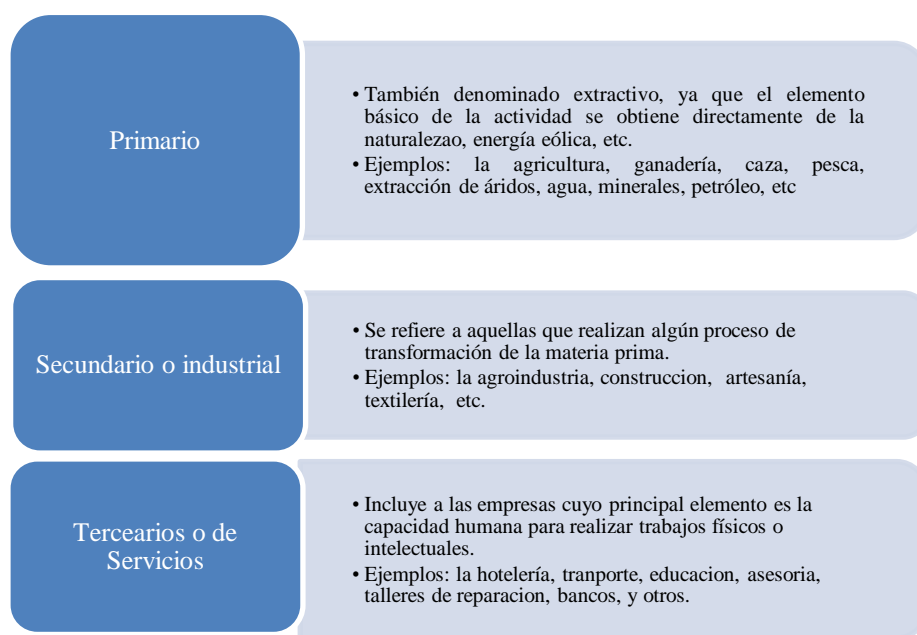 Primario
• También denominado extractivo, ya que el elemento
básico de la actividad se obtiene directamente de la
naturalezao, energía eólica, etc.
• Ejemplos: la agricultura, ganadería, caza, pesca,
extracción de áridos, agua, minerales, petróleo, etc
Secundario o industrial
• Se refiere a aquellas que realizan algún proceso de
transformación de la materia prima.
• Ejemplos: la agroindustria, construccion, artesanía,
textilería, etc.
Tercearios o de
Servicios
• Incluye a las empresas cuyo principal elemento es la
capacidad humana para realizar trabajos físicos o
intelectuales.
• Ejemplos: la hotelería, tranporte, educacion, asesoria,
talleres de reparacion, bancos, y otros.